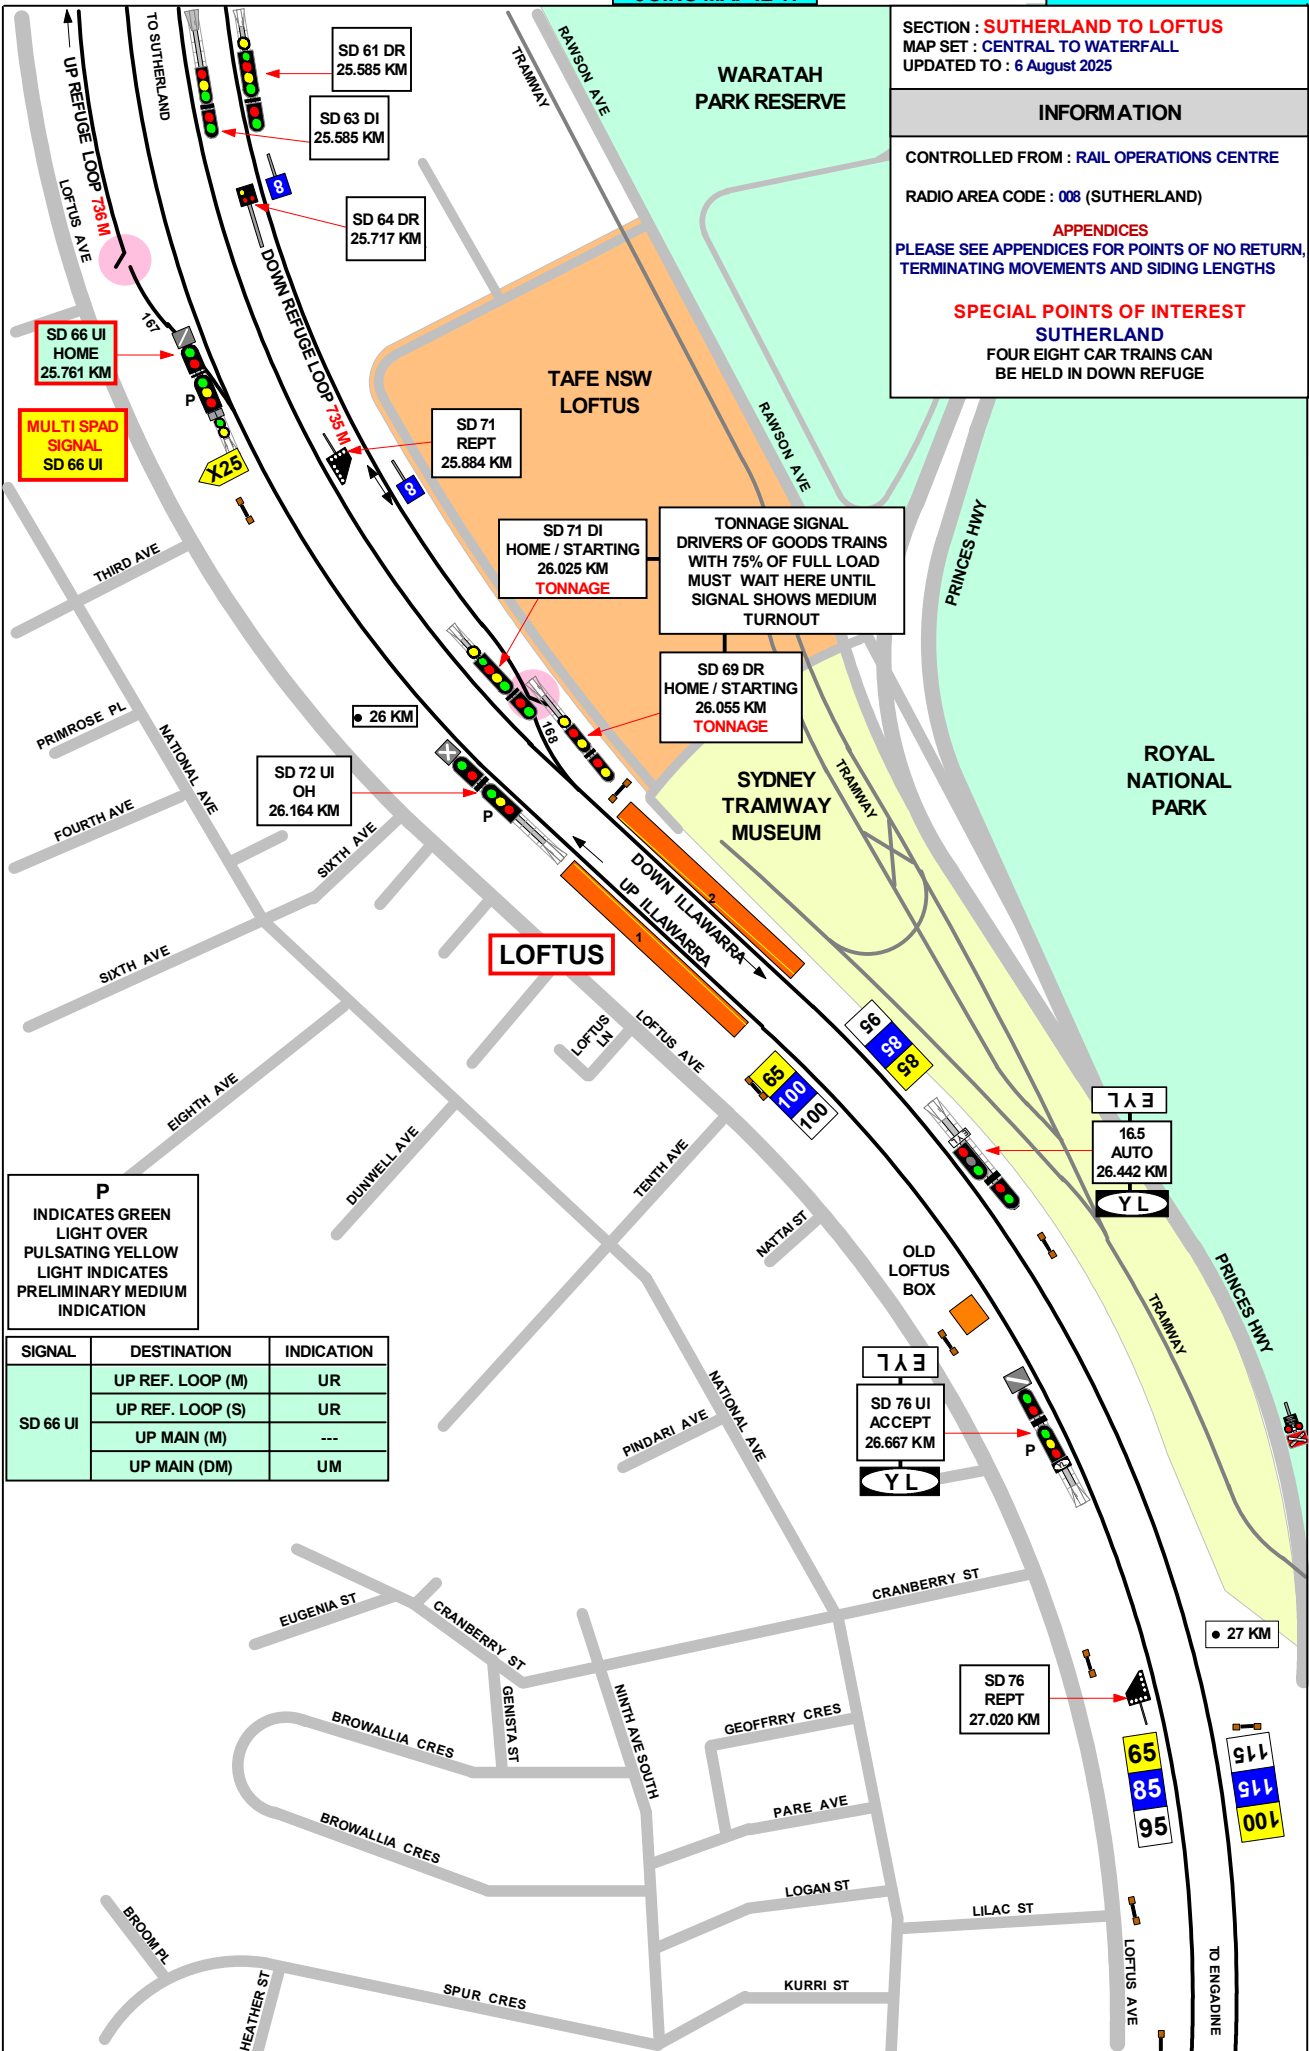 SECTION : SUTHERLAND TO LOFTUS
MAP SET : CENTRAL TO WATERFALL
UPDATED TO : 6 August 2025
INFORMATION
CONTROLLED FROM : RAIL OPERATIONS CENTRE
RADIO AREA CODE : 008 (SUTHERLAND)
APPENDICES
PLEASE SEE APPENDICES FOR POINTS OF NO RETURN,
TERMINATING MOVEMENTS AND SIDING LENGTHS
SPECIAL POINTS OF INTEREST
SUTHERLAND
FOUR EIGHT CAR TRAINS CAN
BE HELD IN DOWN REFUGE
UP REFUGE LOOP 736 M
TO SUTHERLAND
SD 61 DR
25.585 KM
SD 63 DI
25.585 KM
8
SD 64 DR
25.717 KM
TRAMWAY
RAWSON AVE
WARATAH
PARK RESERVE
LOFTUS AVE
DOWN REFUGE LOOP 735 M
167
SD 66 UI
HOME
25.761 KM
P
MULTI SPAD
SIGNAL
SD 66 UI
X25
TAFE NSW
LOFTUS
SD 71
REPT
25.884 KM
8
RAWSON AVE
PRINCES HWY
SD 71 DI
HOME / STARTING
26.025 KM
TONNAGE
TONNAGE SIGNAL
DRIVERS OF GOODS TRAINS
WITH 75% OF FULL LOAD
MUST WAIT HERE UNTIL
SIGNAL SHOWS MEDIUM
TURNOUT
SD 69 DR
HOME / STARTING
26.055 KM
TONNAGE
168
THIRD AVE
PRIMROSE PL
NATIONAL AVE
26 KM
SD 72 UI
OH
26.164 KM
P
FOURTH AVE
SIXTH AVE
SIXTH AVE
SYDNEY
TRAMWAY
MUSEUM
TRAMWAY
ROYAL
NATIONAL
PARK
DOWN ILLAWARRA
UP ILLAWARRA
2
1
LOFTUS
LOFTUS
LN
LOFTUS AVE
95
85
85
65
100
100
EYL
16.5
AUTO
26.442 KM
YL
EIGHTH AVE
DUNWELL AVE
TENTH AVE
NATTAI ST
P
INDICATES GREEN
LIGHT OVER
PULSATING YELLOW
LIGHT INDICATES
PRELIMINARY MEDIUM
INDICATION
OLD
LOFTUS
BOX
PRINCES HWY
TRAMWAY
SIGNAL DESTINATION INDICATION
SD 66 UI
UP REF. LOOP (M) UR
UP REF. LOOP (S) UR
UP MAIN (M) ---
UP MAIN (DM) UM
EYL
SD 76 UI
ACCEPT
26.667 KM
YL
P
PINDARI AVE
NATIONAL AVE
CRANBERRY ST
EUGENIA ST
CRANBERRY ST
GENISTA ST
NINTH AVE SOUTH
27 KM
SD 76
REPT
27.020 KM
GEOFFRRY CRES
BROWALLIA CRES
PARE AVE
BROWALLIA CRES
65
85
95
115
115
100
LOGAN ST
LILAC ST
BROOM PL
HEATHER ST
SPUR CRES
KURRI ST
LOFTUS AVE
TO ENGADINE